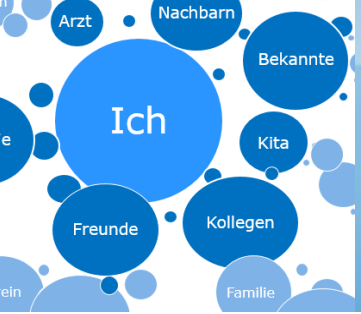 Arzt
Nachbarn
Bekannte
Ich
Kita
Freunde
Kollegen
Familie